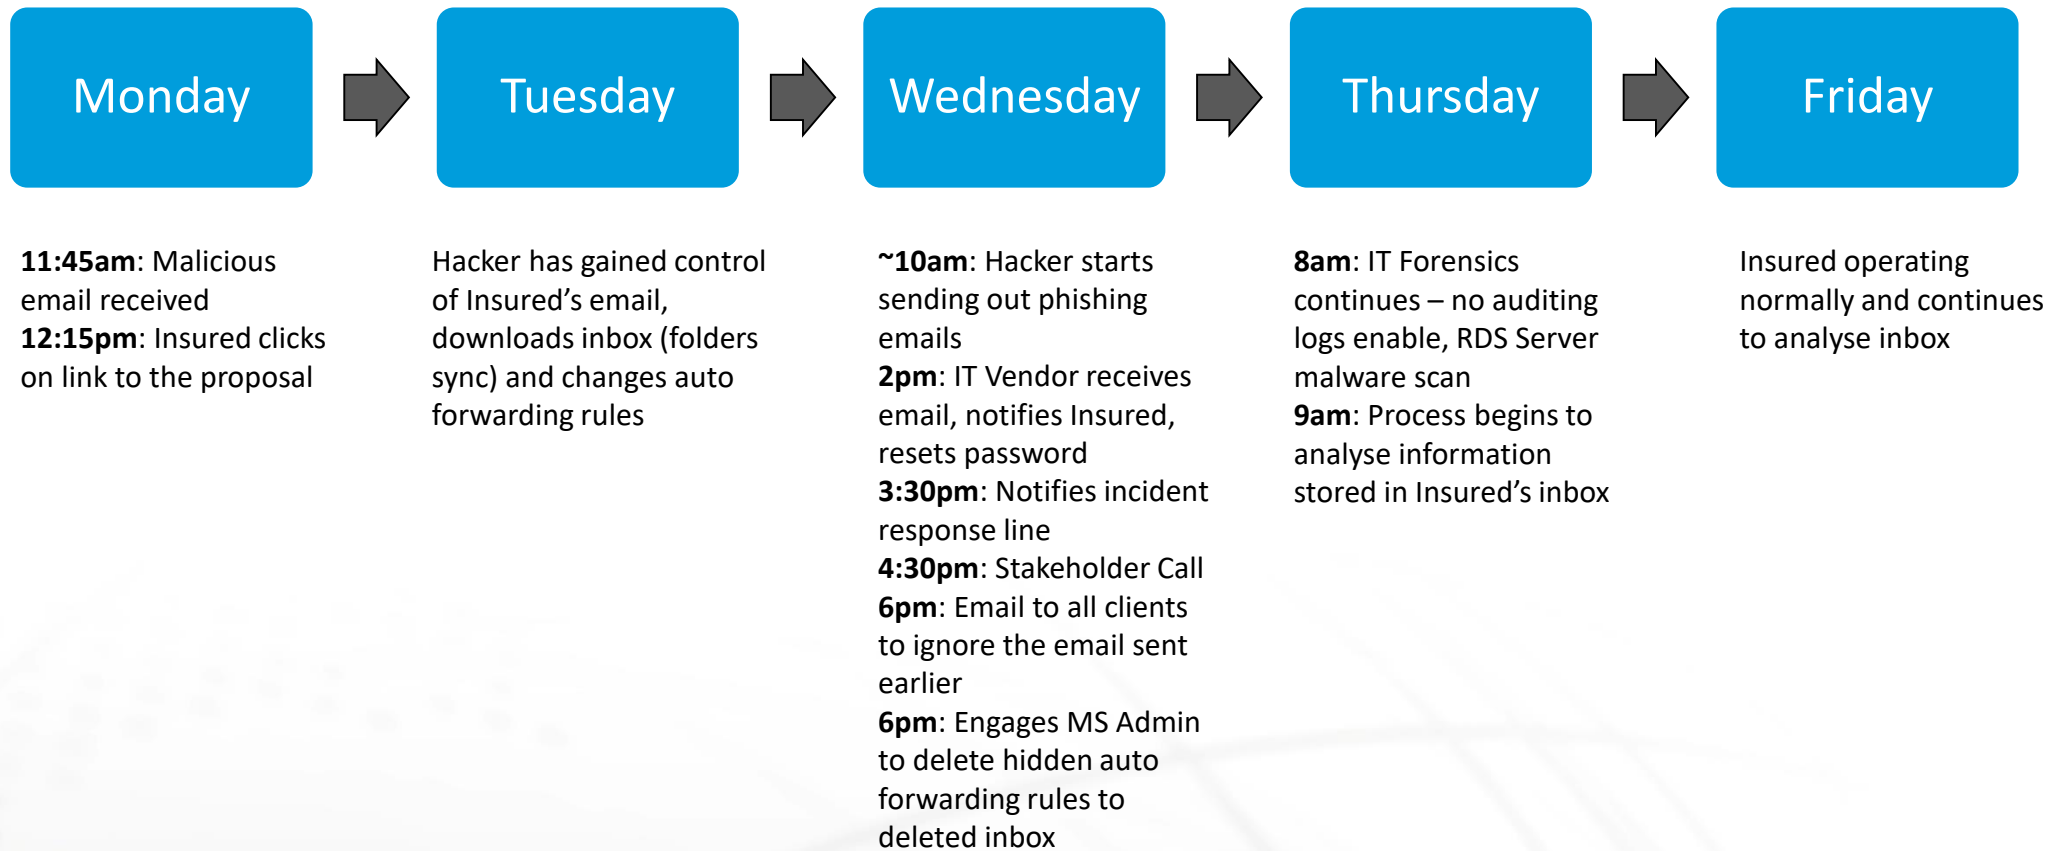 Monday
Tuesday
Wednesday
Thursday
Friday
11:45am: Malicious
email received
12:15pm: Insured clicks
on link to the proposal
Hacker has gained control
of Insured’s email,
downloads inbox (folders
sync) and changes auto
forwarding rules
~10am: Hacker starts
sending out phishing
emails
2pm: IT Vendor receives
email, notifies Insured,
resets password
3:30pm: Notifies incident
response line
4:30pm: Stakeholder Call
6pm: Email to all clients
to ignore the email sent
earlier
6pm: Engages MS Admin
to delete hidden auto
forwarding rules to
deleted inbox
8am: IT Forensics
continues – no auditing
logs enable, RDS Server
malware scan
9am: Process begins to
analyse information
stored in Insured’s inbox
Insured operating
normally and continues
to analyse inbox